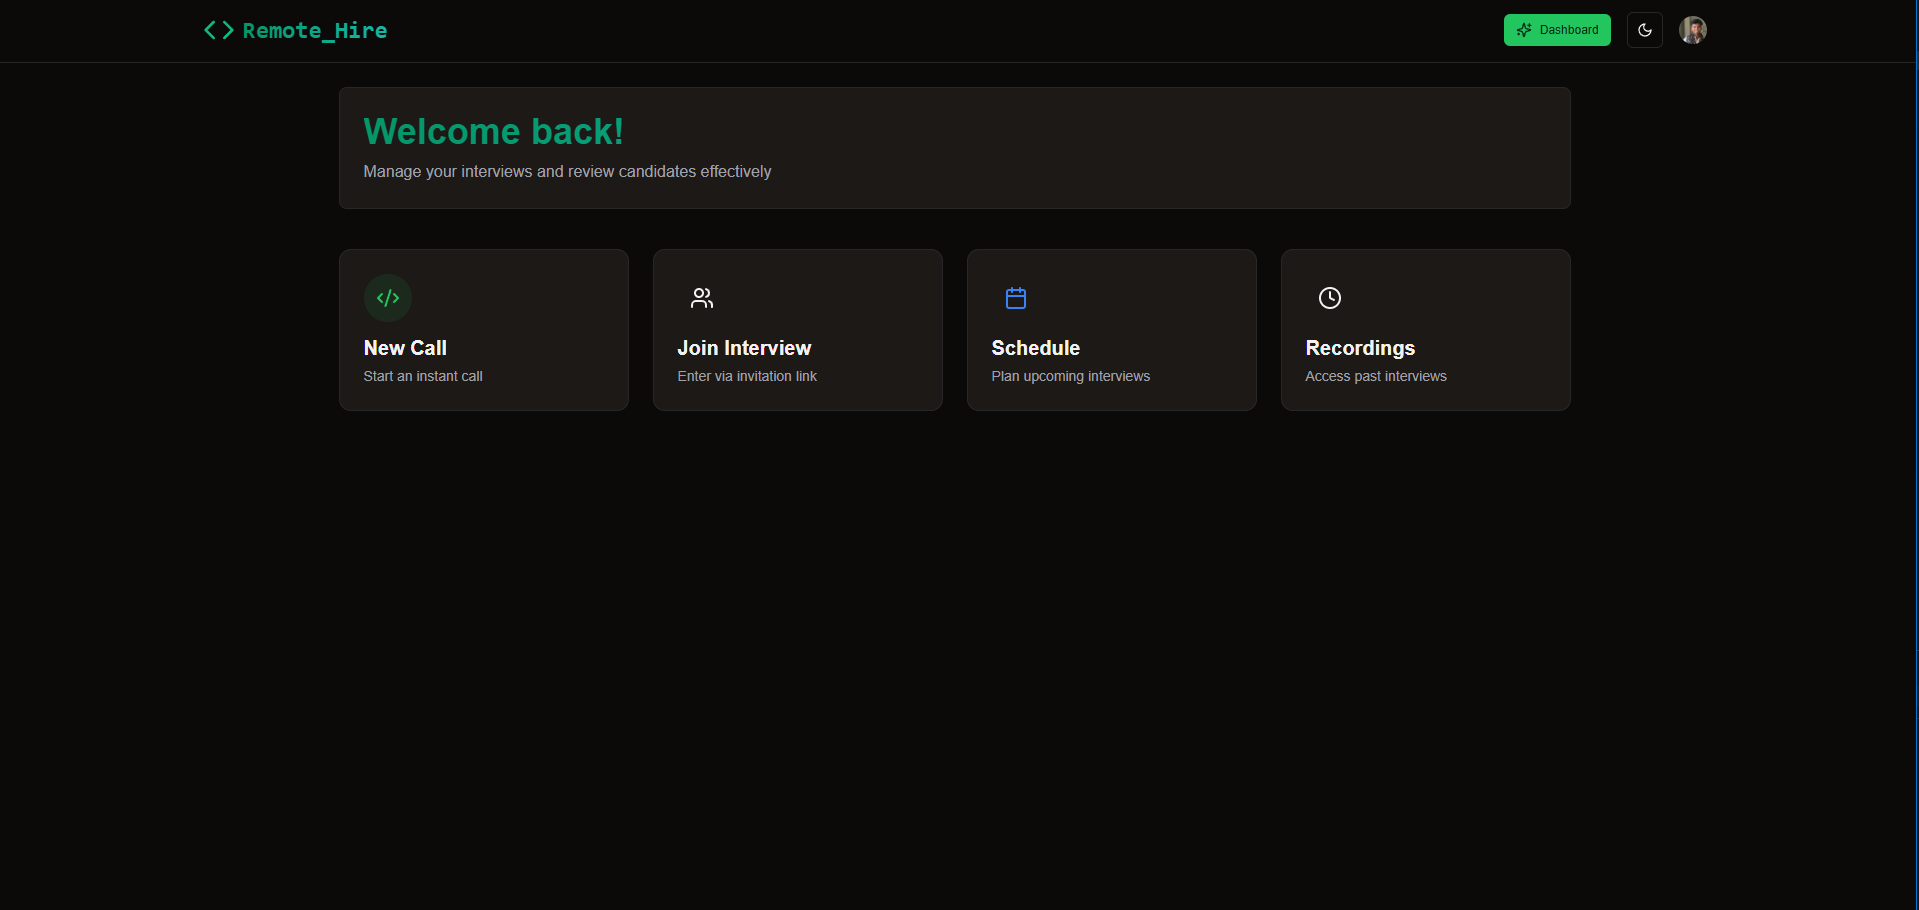 Remote_Hire
Dashboard
Welcome back!
Manage your interviews and review candidates effectively
New Call
Start an instant call
Join Interview
Enter via invitation link
Schedule
Plan upcoming interviews
Recordings
Access past interviews